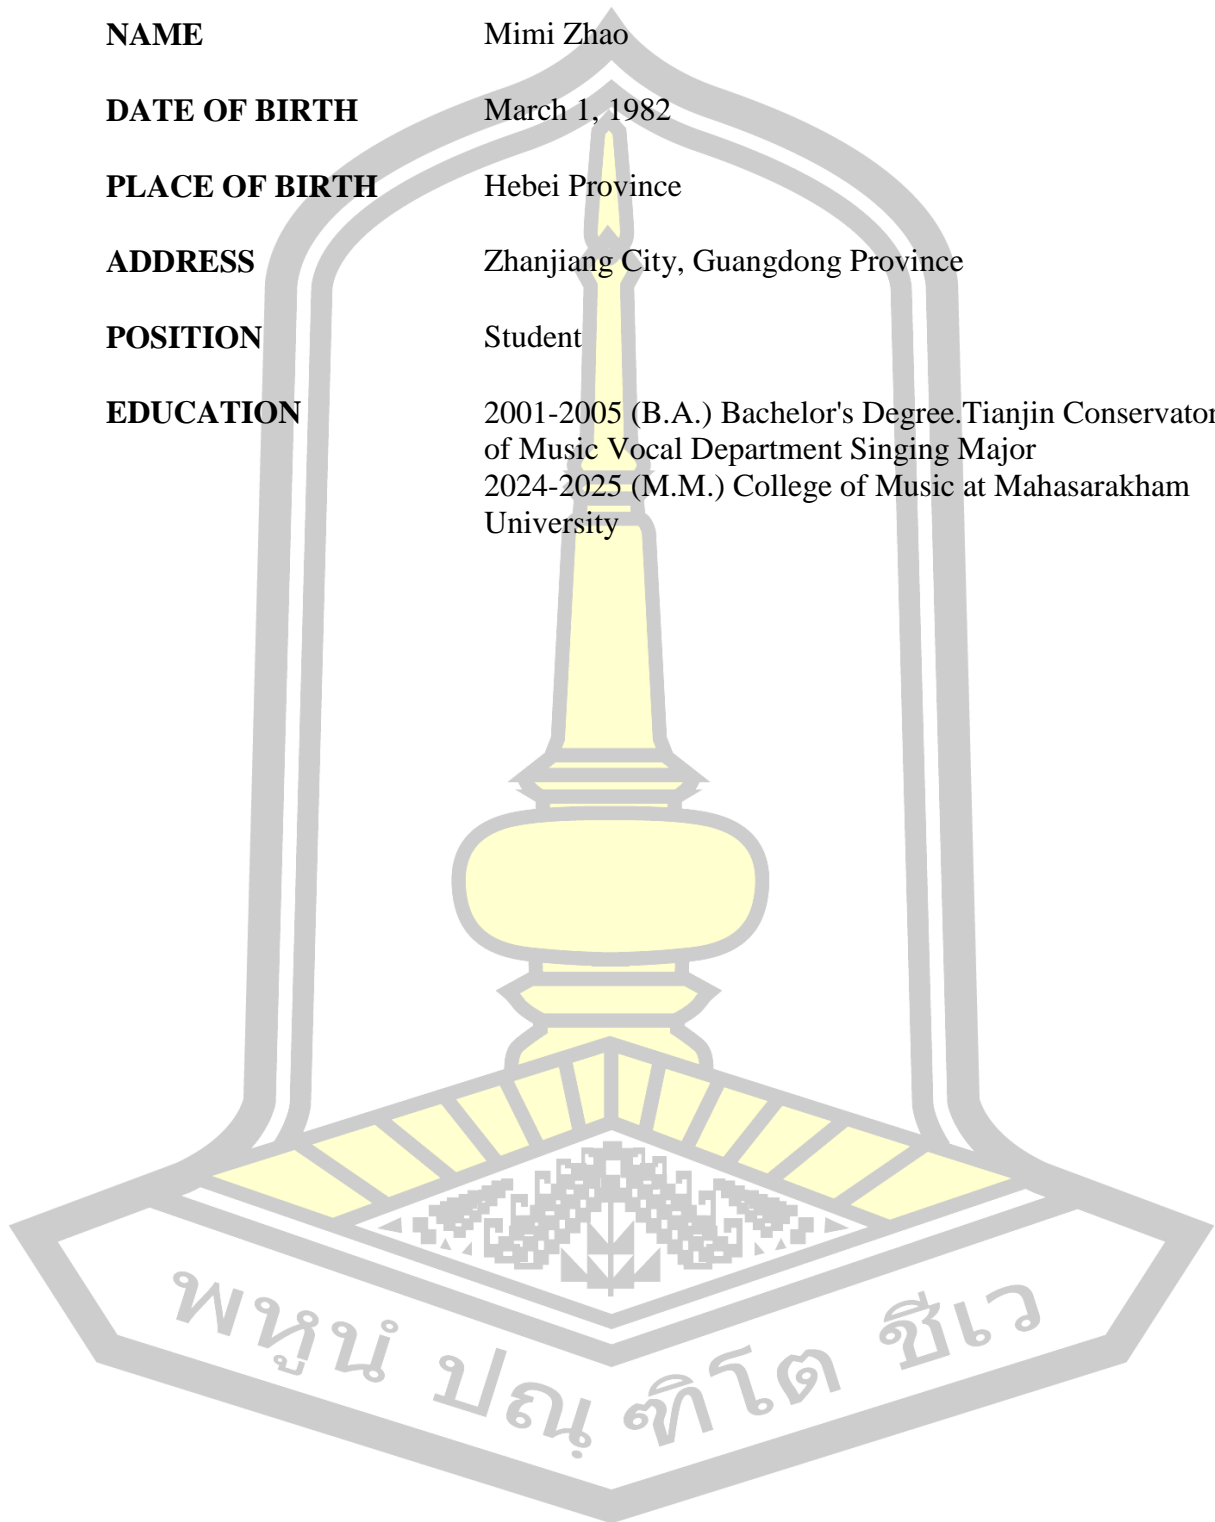 NAME Mimi Zhao
DATE OF BIRTH March 1, 1982
PLACE OF BIRTH Hebei Province
ADDRESS Zhanjiang City, Guangdong Province
POSITION Student
EDUCATION 2001-2005 (B.A.) Bachelor's Degree.Tianjin Conservator
of Music Vocal Department Singing Major
2024-2025 (M.M.) College of Music at Mahasarakham
University
พหูนํ ปณฺฑิโต ชีเว